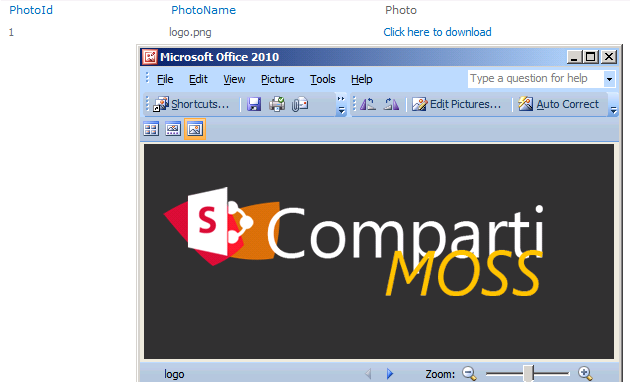 PhotoId PhotoName Photo
1 logo.png Click here to download
Microsoft Office 2010
File Edit View Picture Tools Help Type a question for help
Shortcuts... Edit Pictures... Auto Correct
S
Comparti
MOSS
logo Zoom: